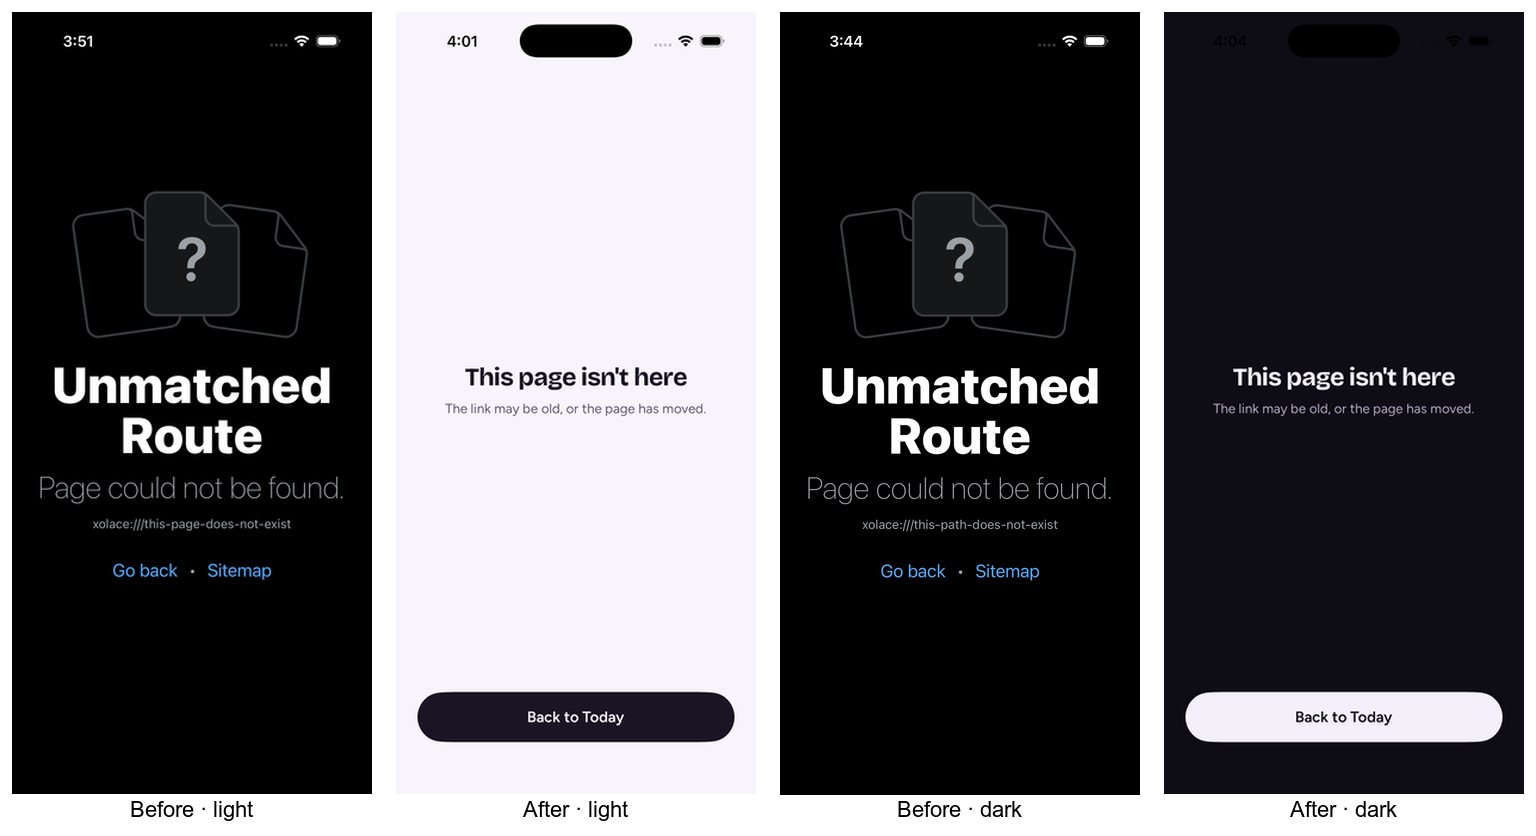 3:51
?
Unmatched
Route
Page could not be found.
xolace:///this-page-does-not-exist
Go back • Sitemap
Before · light
4:01
This page isn't here
The link may be old, or the page has moved.
Back to Today
After · light
3:44
?
Unmatched
Route
Page could not be found.
xolace:///this-path-does-not-exist
Go back • Sitemap
Before · dark
4:04
This page isn't here
The link may be old, or the page has moved.
Back to Today
After · dark